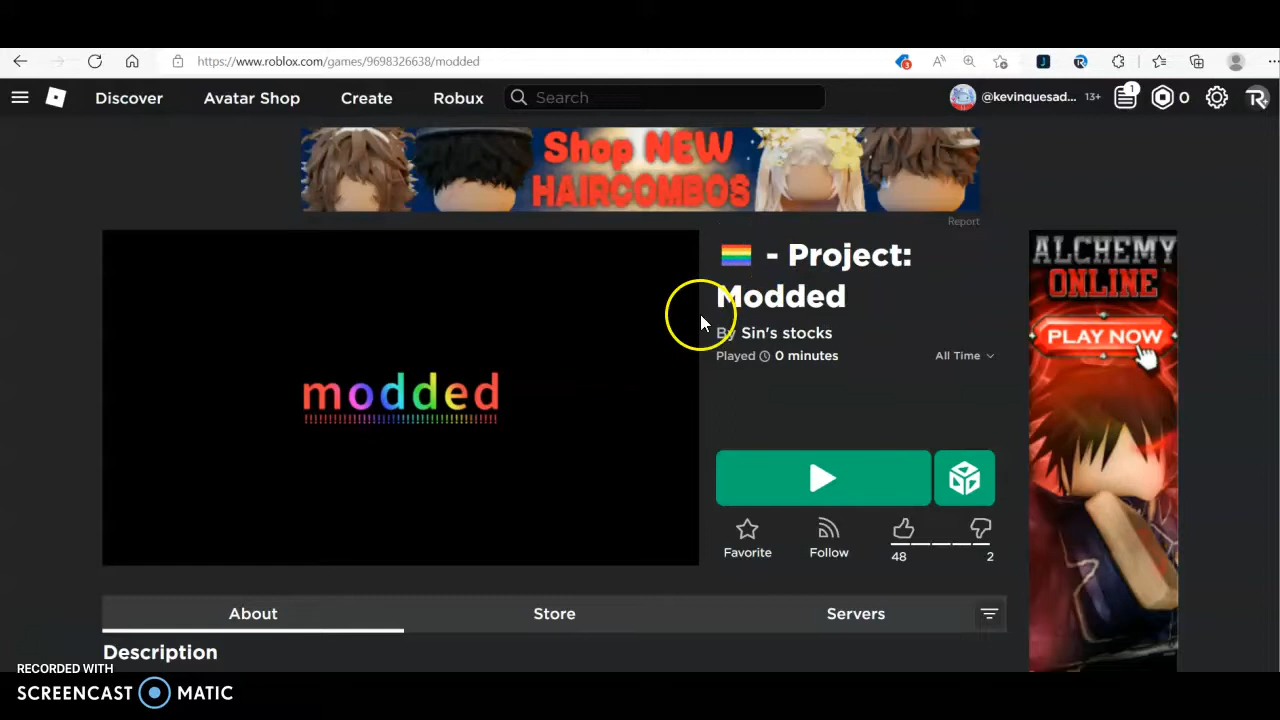 https://www.roblox.com/games/9698326638/modded
3
Discover
Avatar Shop
Create
Robux
Search
@kevinquesad...
13+
1
0
Shop NEW
HAIRCOMBOS
Report
🏳️‍🌈 - Project:
Modded
By Sin's stocks
Played 0 minutes
All Time
modded
!!!!!!!!!!!!!!!!!!!!!!!!!!!!!!!!
ALCHEMY
ONLINE
PLAY NOW
Favorite
Follow
48
2
About
Store
Servers
Description
RECORDED WITH
SCREENCAST MATIC